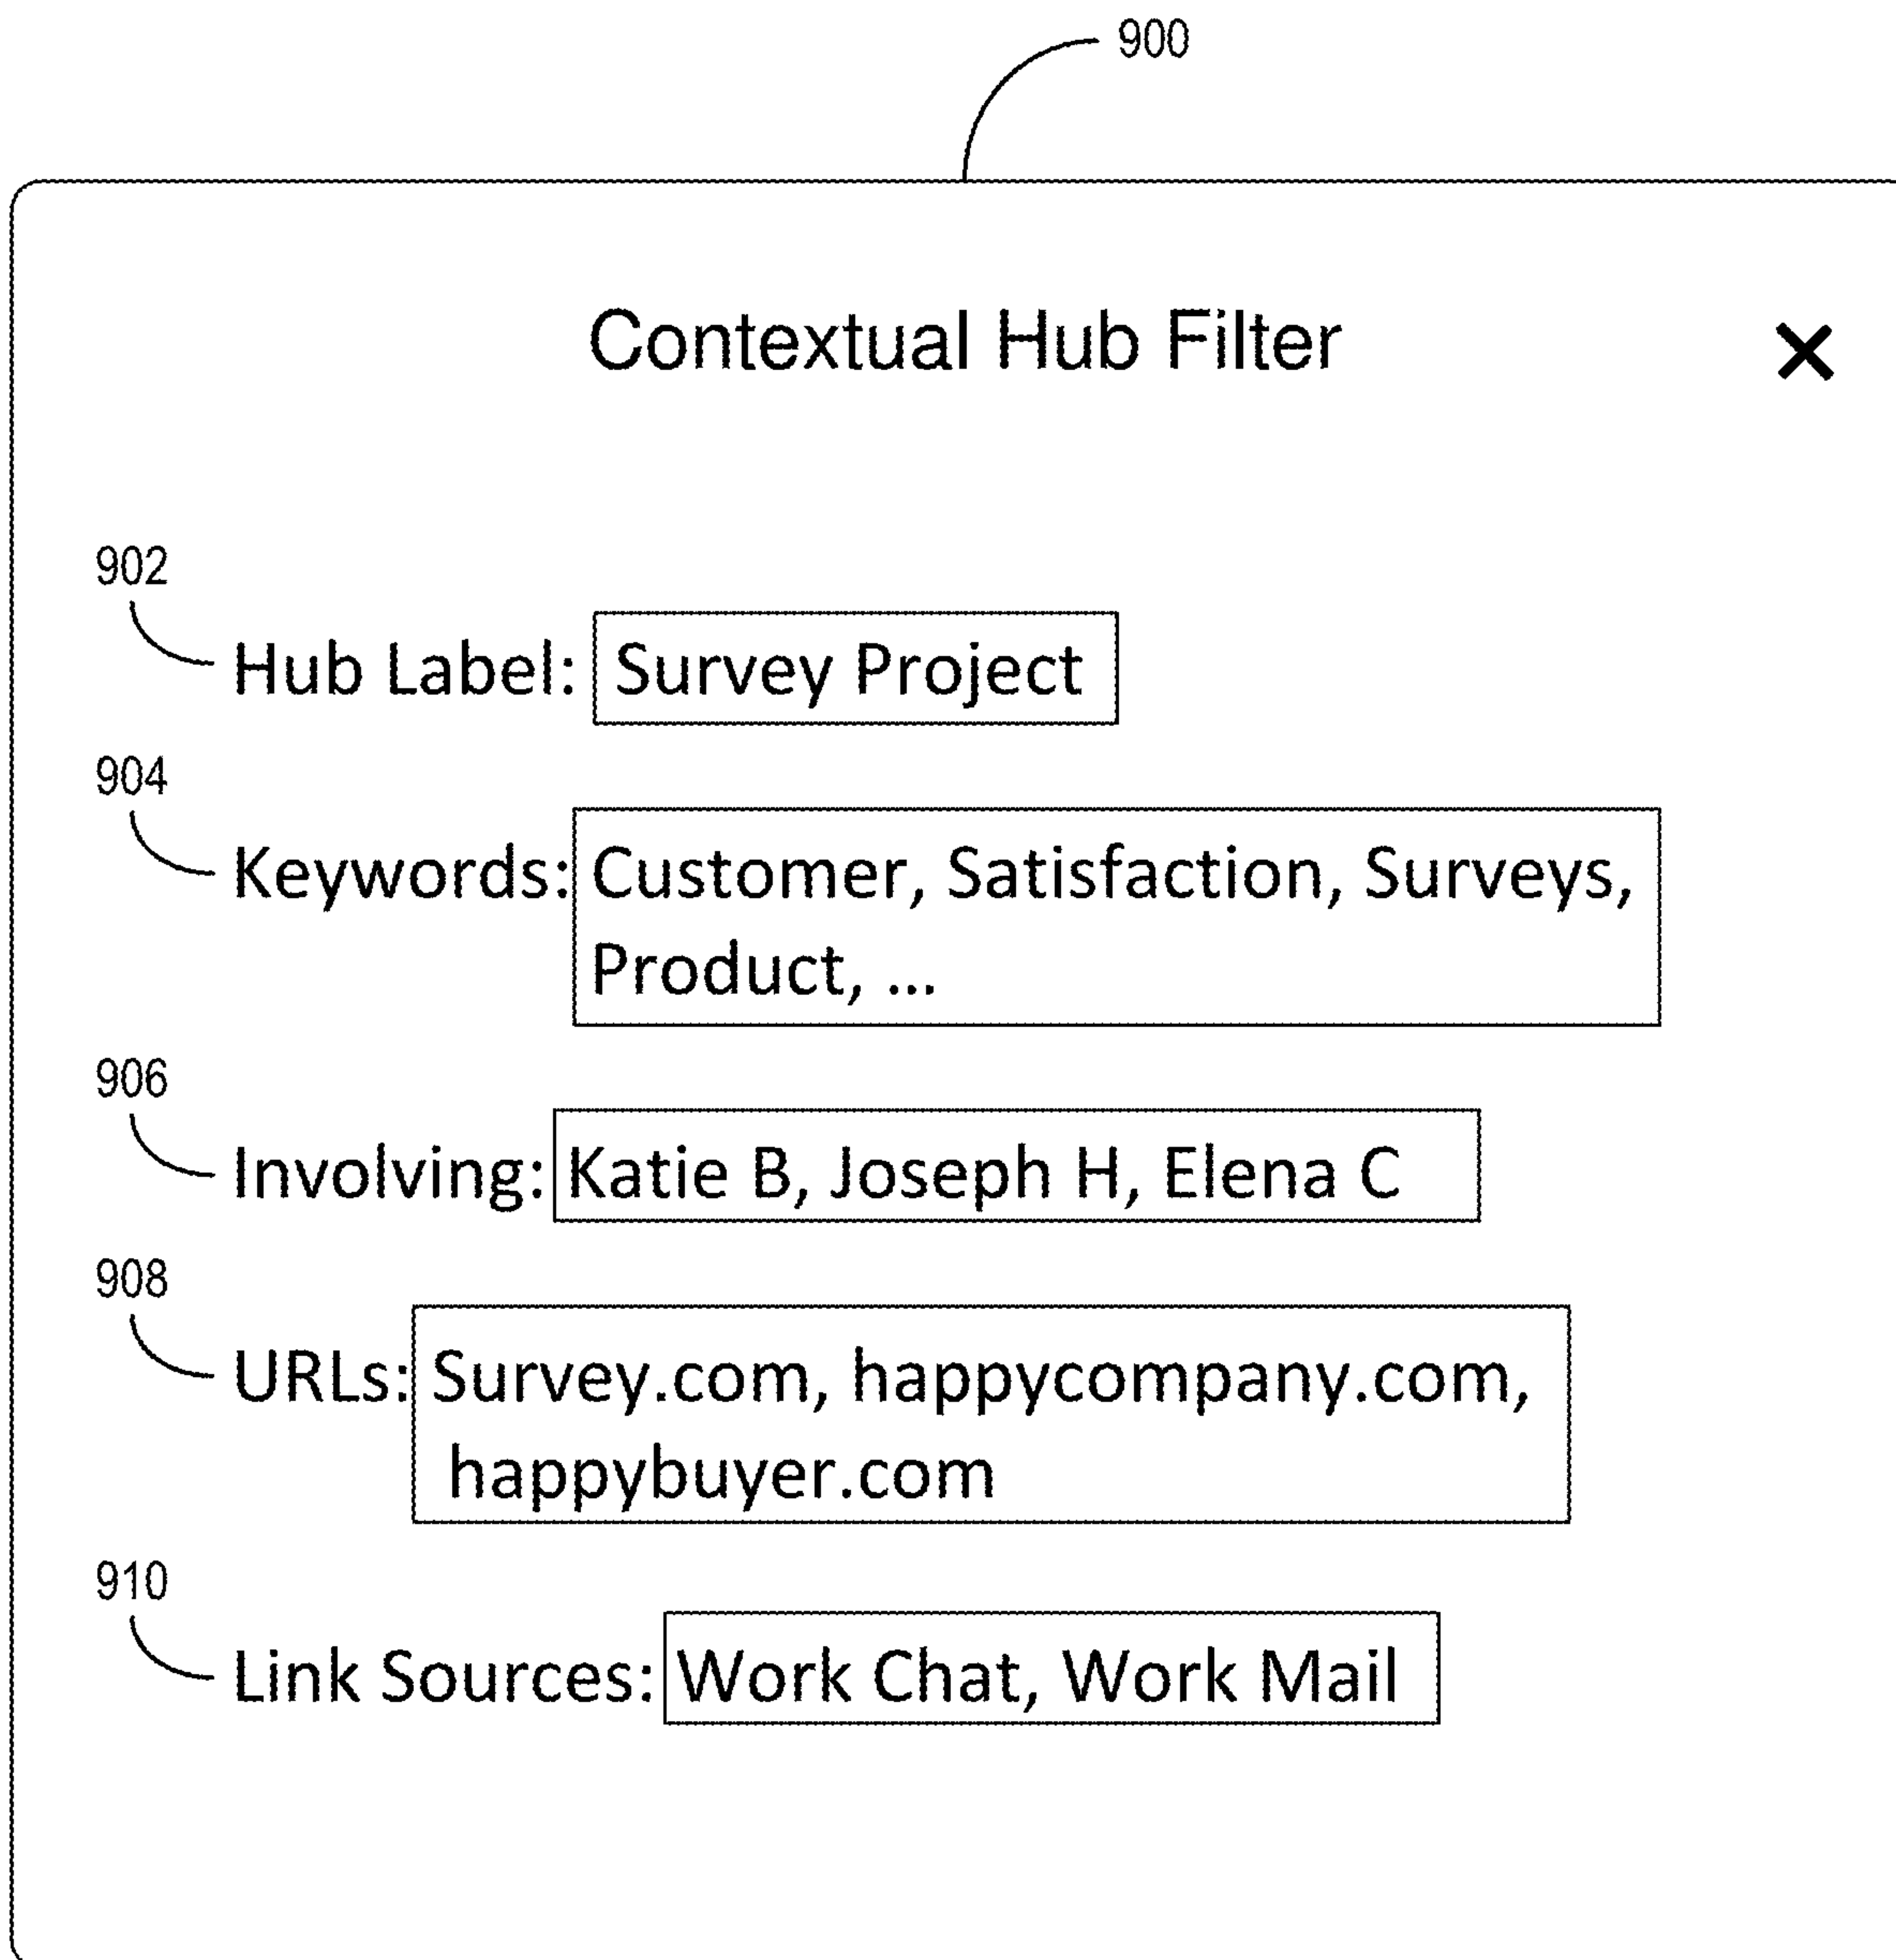 900
Contextual Hub Filter ×
902
Hub Label: Survey Project
904
Keywords: Customer, Satisfaction, Surveys,
Product, ...
906
Involving: Katie B, Joseph H, Elena C
908
URLs: Survey.com, happycompany.com,
happybuyer.com
910
Link Sources: Work Chat, Work Mail